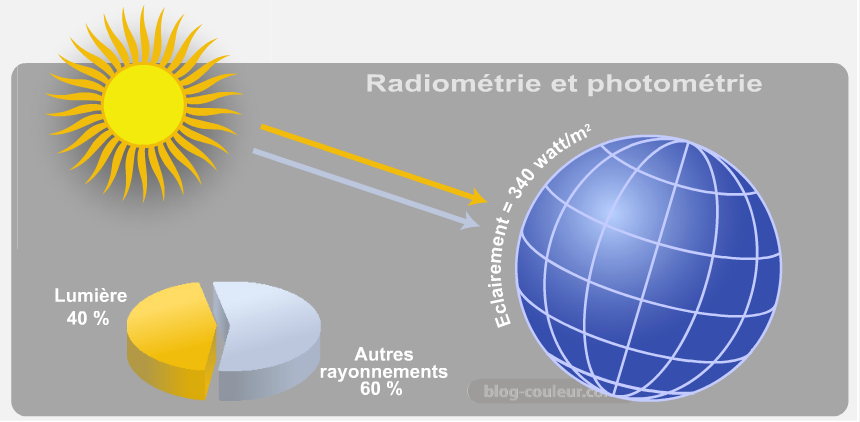 Radiométrie et photométrie
Eclairement = 340 watt/m²
Lumière
40 %
Autres
rayonnements
60 %
blog-couleur.com